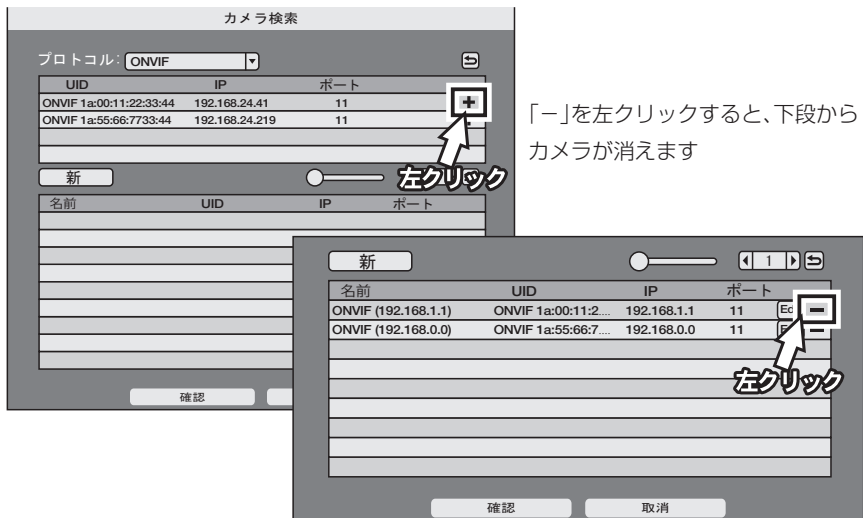 カメラ検索
プロトコル: ONVIF
UID IP ポート
ONVIF 1a:00:11:22:33:44 192.168.24.41 11 +
ONVIF 1a:55:66:7733:44 192.168.24.219 11
左クリック
新
名前 UID IP ポート
確認
「－」を左クリックすると、下段から
カメラが消えます
新 1
名前 UID IP ポート
ONVIF (192.168.1.1) ONVIF 1a:00:11:2.... 192.168.1.1 11 －
ONVIF (192.168.0.0) ONVIF 1a:55:66:7.... 192.168.0.0 11 －
左クリック
確認 取消